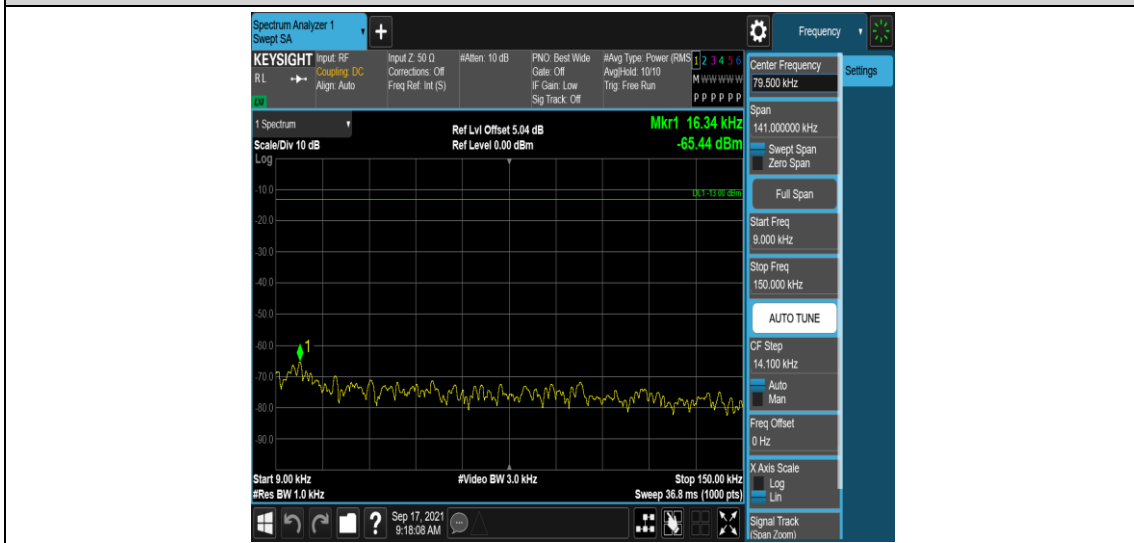 Spectrum Analyzer 1
Swept SA
+
Frequency
KEYSIGHT
RL
LXI
Input: RF
Coupling: DC
Align: Auto
Input Z: 50 Ω
Corrections: Off
Freq Ref: Int (S)
#Atten: 10 dB
PNO: Best Wide
Gate: Off
IF Gain: Low
Sig Track: Off
#Avg Type: Power (RMS
Avg|Hold: 10/10
Trig: Free Run
1 2 3 4 5 6
M W W W W W
P P P P P P
1 Spectrum
Scale/Div 10 dB
Ref Lvl Offset 5.04 dB
Ref Level 0.00 dBm
Mkr1 16.34 kHz
-65.44 dBm
Log
DL1 -13.00 dBm
-10.0
-20.0
-30.0
-40.0
-50.0
-60.0
1
-70.0
-80.0
-90.0
Start 9.00 kHz
#Res BW 1.0 kHz
#Video BW 3.0 kHz
Stop 150.00 kHz
Sweep 36.8 ms (1000 pts)
Center Frequency
79.500 kHz
Settings
Span
141.000000 kHz
Swept Span
Zero Span
Full Span
Start Freq
9.000 kHz
Stop Freq
150.000 kHz
AUTO TUNE
CF Step
14.100 kHz
Auto
Man
Freq Offset
0 Hz
X Axis Scale
Log
Lin
Signal Track
(Span Zoom)
?
Sep 17, 2021
9:18:08 AM